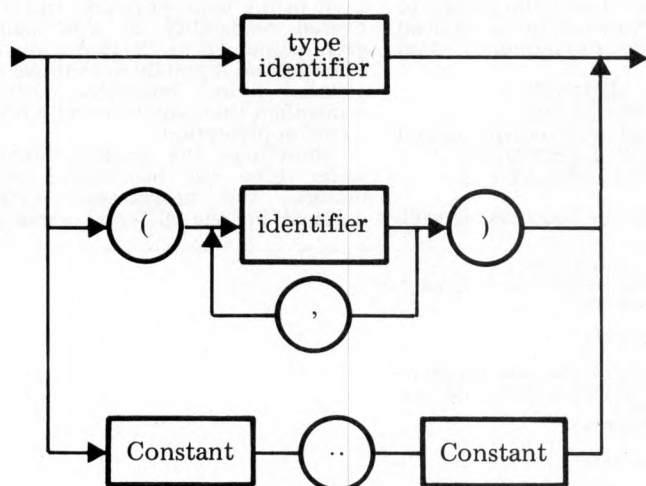 type
identifier
( identifier )
,
Constant .. Constant